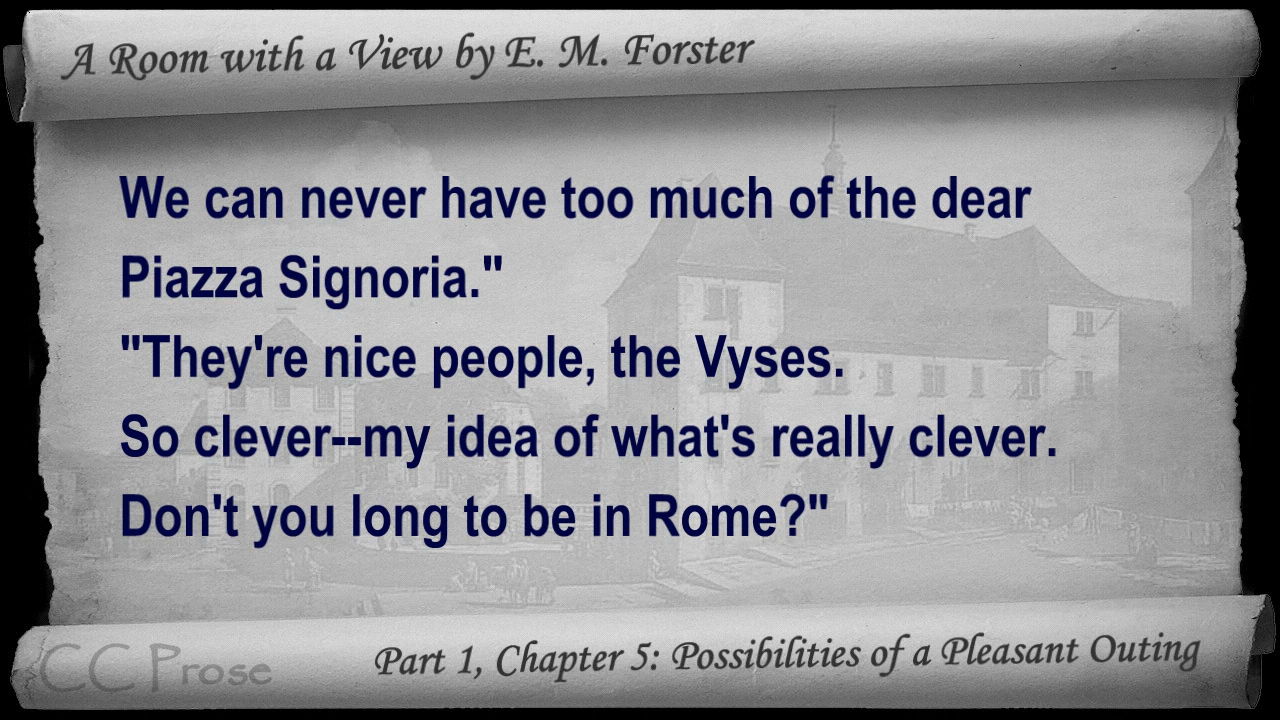 A Room with a View by E. M. Forster
We can never have too much of the dear
Piazza Signoria."
"They're nice people, the Vyses.
So clever--my idea of what's really clever.
Don't you long to be in Rome?"
CC Prose
Part 1, Chapter 5: Possibilities of a Pleasant Outing